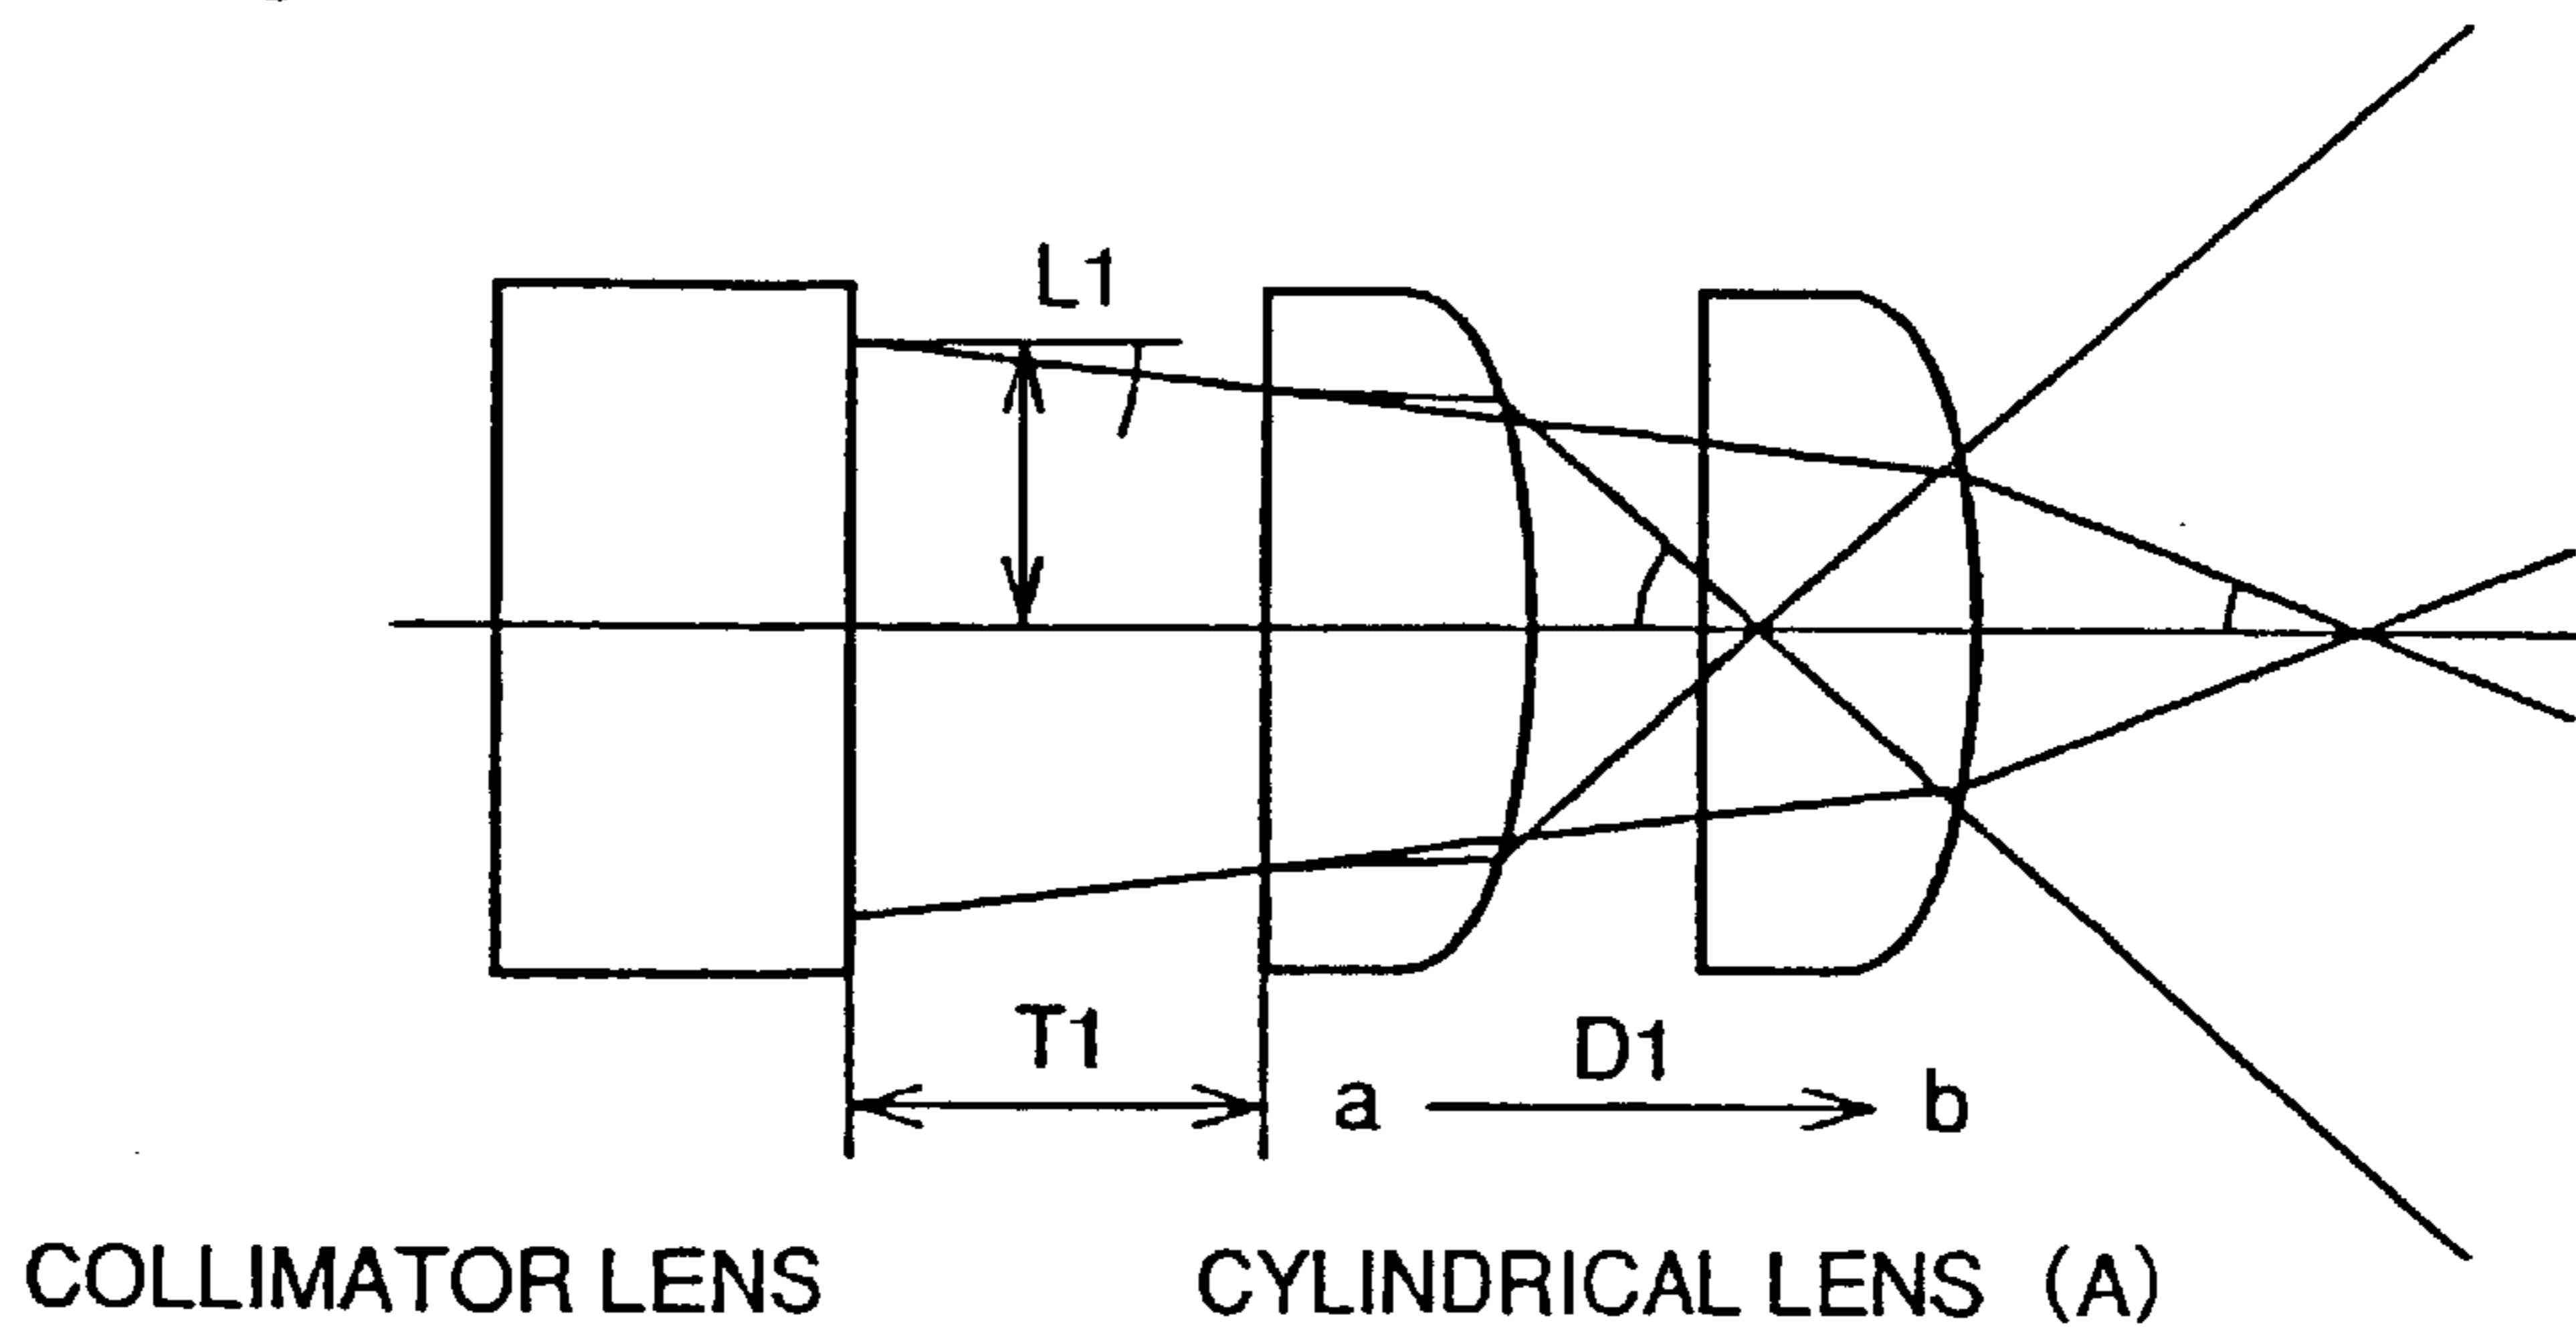 L1
T1
D1
a
b
COLLIMATOR LENS
CYLINDRICAL LENS (A)